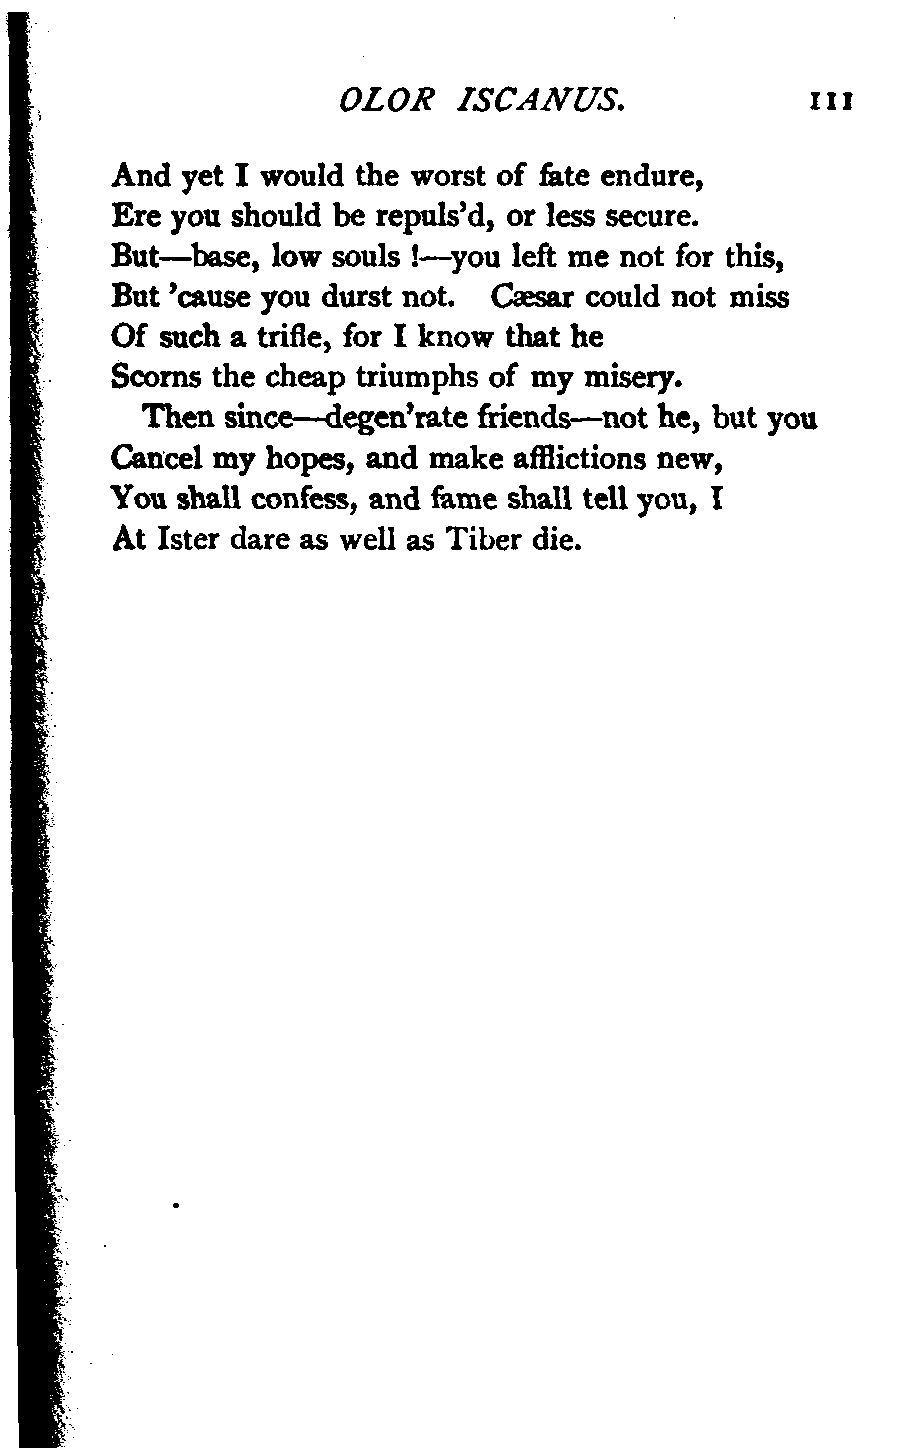 OLOR ISCANUS. 111
And yet I would the worst of fate endure,
Ere you should be repuls'd, or less secure.
But—base, low souls !—you left me not for this,
But 'cause you durst not. Cæsar could not miss
Of such a trifle, for I know that he
Scorns the cheap triumphs of my misery.
Then since—degen'rate friends—not he, but you
Cancel my hopes, and make afflictions new,
You shall confess, and fame shall tell you, I
At Ister dare as well as Tiber die.